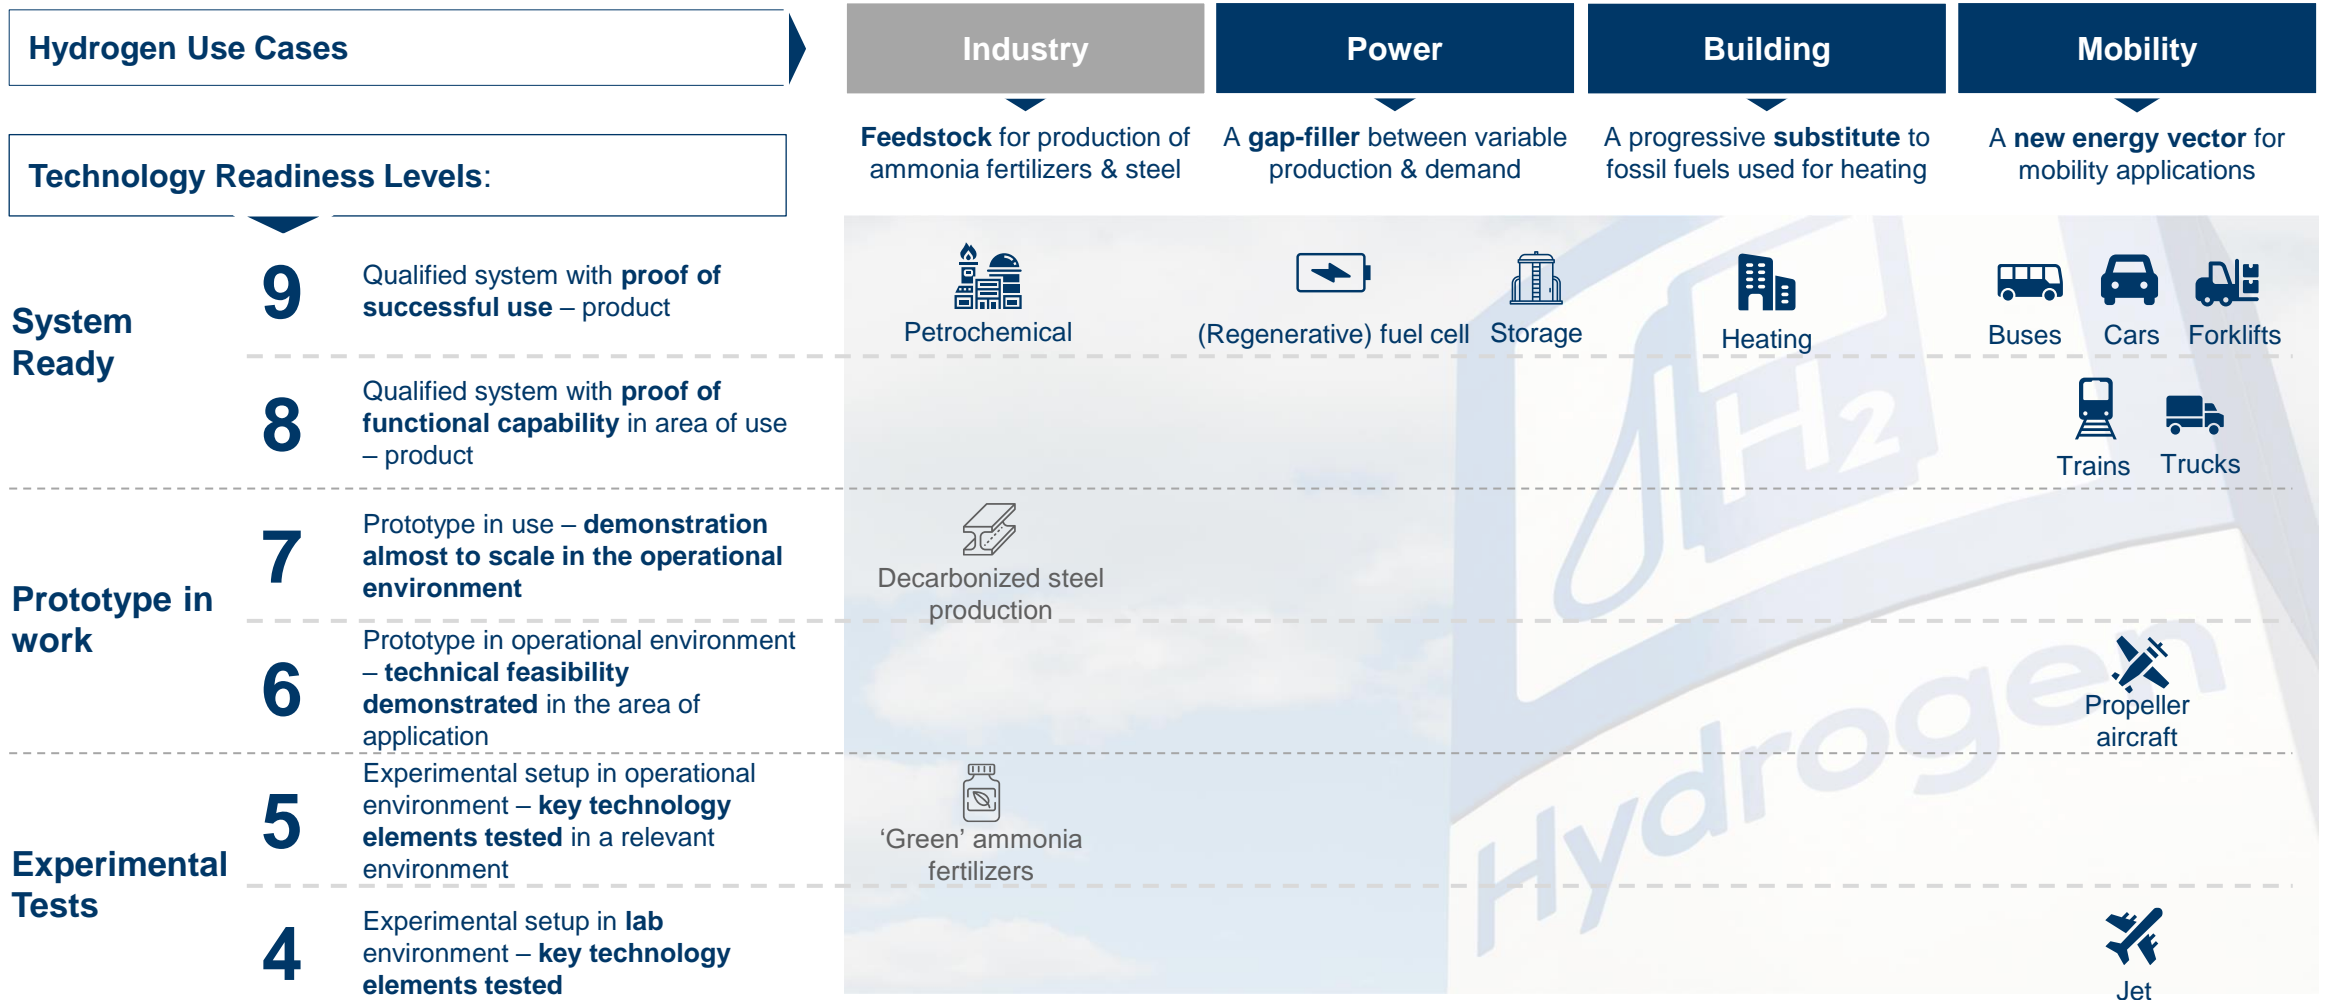 Hydrogen Use Cases
Industry
Power
Building
Mobility
Feedstock for production of
ammonia fertilizers & steel
A gap-filler between variable
production & demand
A progressive substitute to
fossil fuels used for heating
A new energy vector for
mobility applications
Technology Readiness Levels:
System
Ready
9
Qualified system with proof of
successful use – product
Petrochemical
(Regenerative) fuel cell
Storage
Heating
Buses
Cars
Forklifts
8
Qualified system with proof of
functional capability in area of use
– product
Trains
Trucks
H2
Prototype in
work
7
Prototype in use – demonstration
almost to scale in the operational
environment
Decarbonized steel
production
6
Prototype in operational environment
– technical feasibility
demonstrated in the area of
application
Propeller
aircraft
Hydrogen
Experimental
Tests
5
Experimental setup in operational
environment – key technology
elements tested in a relevant
environment
‘Green’ ammonia
fertilizers
4
Experimental setup in lab
environment – key technology
elements tested
Jet